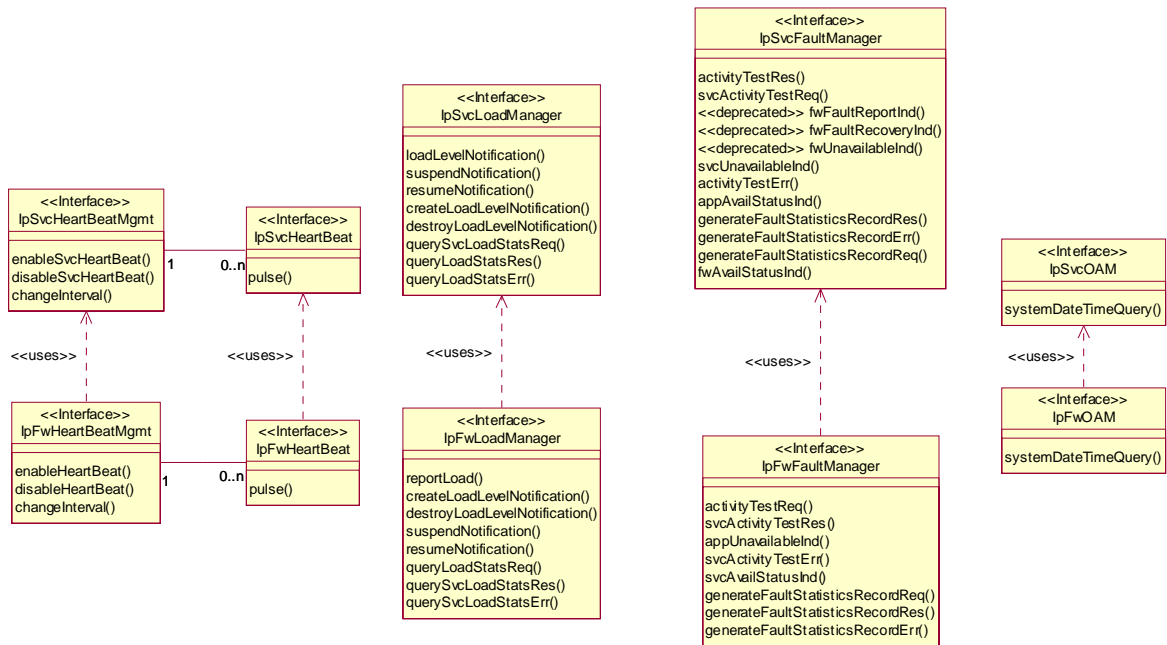 <<Interface>>
IpSvcHeartBeatMgmt
enableSvcHeartBeat()
disableSvcHeartBeat()
changeInterval()
1
0..n
<<Interface>>
IpSvcHeartBeat
pulse()
<<Interface>>
IpSvcLoadManager
loadLevelNotification()
suspendNotification()
resumeNotification()
createLoadLevelNotification()
destroyLoadLevelNotification()
querySvcLoadStatsReq()
queryLoadStatsRes()
queryLoadStatsErr()
<<Interface>>
IpSvcFaultManager
activityTestRes()
svcActivityTestReq()
<<deprecated>> fwFaultReportInd()
<<deprecated>> fwFaultRecoveryInd()
<<deprecated>> fwUnavailableInd()
svcUnavailableInd()
activityTestErr()
appAvailStatusInd()
generateFaultStatisticsRecordRes()
generateFaultStatisticsRecordErr()
generateFaultStatisticsRecordReq()
fwAvailStatusInd()
<<Interface>>
IpSvcOAM
systemDateTimeQuery()
<<uses>>
<<uses>>
<<uses>>
<<uses>>
<<uses>>
<<Interface>>
IpFwHeartBeatMgmt
enableHeartBeat()
disableHeartBeat()
changeInterval()
1
0..n
<<Interface>>
IpFwHeartBeat
pulse()
<<Interface>>
IpFwLoadManager
reportLoad()
createLoadLevelNotification()
destroyLoadLevelNotification()
suspendNotification()
resumeNotification()
queryLoadStatsReq()
querySvcLoadStatsRes()
querySvcLoadStatsErr()
<<Interface>>
IpFwFaultManager
activityTestReq()
svcActivityTestRes()
appUnavailableInd()
svcActivityTestErr()
svcAvailStatusInd()
generateFaultStatisticsRecordReq()
generateFaultStatisticsRecordRes()
generateFaultStatisticsRecordErr()
<<Interface>>
IpFwOAM
systemDateTimeQuery()